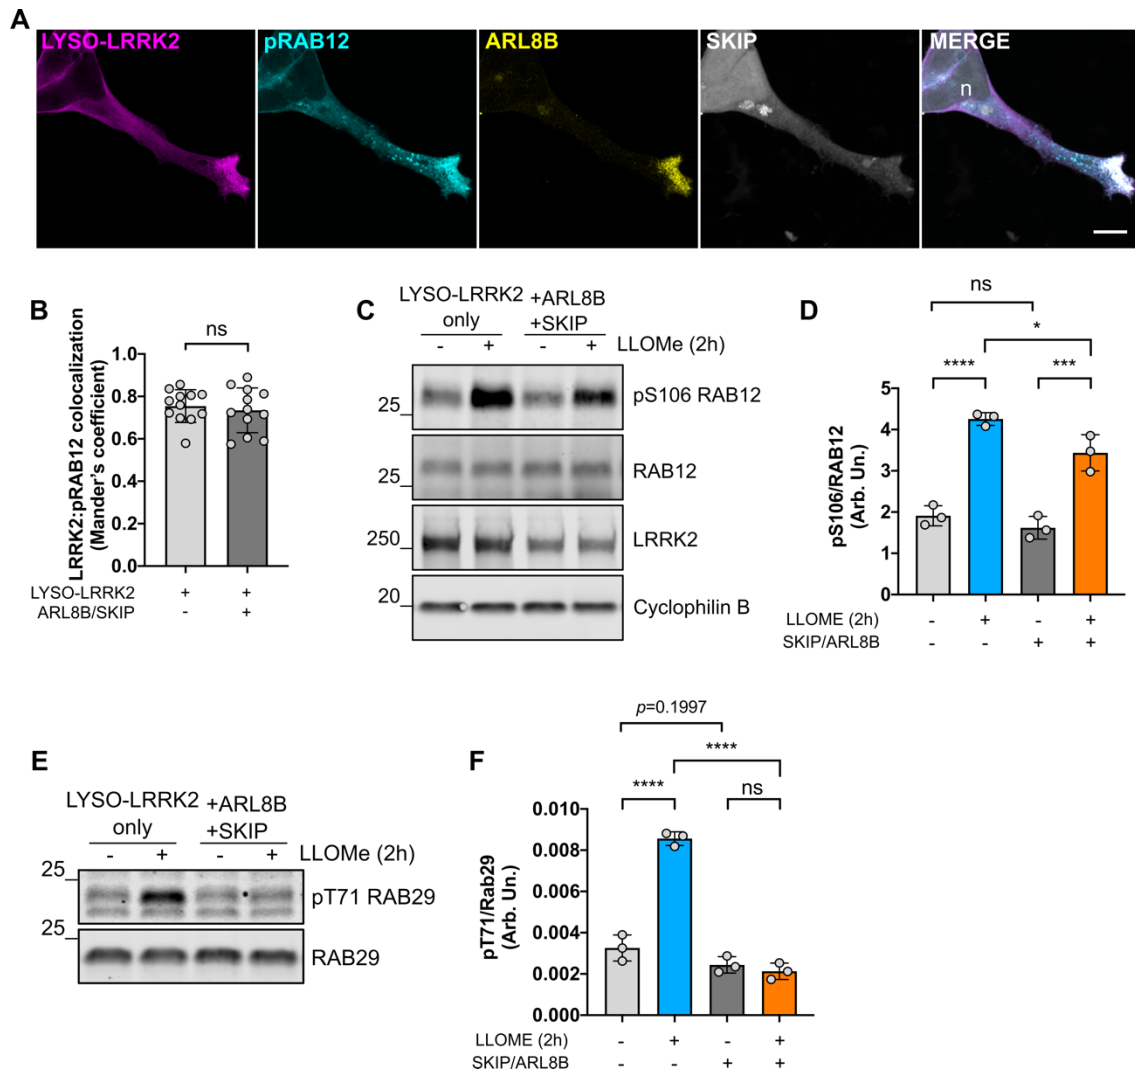 A
LYSO-LRRK2 pRAB12 ARL8B SKIP MERGE
n
B
LRRK2:pRAB12 colocalization
(Mander's coefficient)
ns
1.0
0.8
0.6
0.4
0.2
0.0
LYSO-LRRK2 + +
ARL8B/SKIP - +
C
LYSO-LRRK2 +ARL8B
only +SKIP
- + - + LLOMe (2h)
25 pS106 RAB12
25 RAB12
250 LRRK2
20 Cyclophilin B
D
ns
*
**** ***
pS106/RAB12
(Arb. Un.)
5
4
3
2
1
0
LLOME (2h) - + - +
SKIP/ARL8B - - + +
E
LYSO-LRRK2 +ARL8B
only +SKIP
- + - + LLOMe (2h)
25 pT71 RAB29
25 RAB29
F
p=0.1997
****
**** ns
pT71/Rab29
(Arb. Un.)
0.010
0.008
0.006
0.004
0.002
0.000
LLOME (2h) - + - +
SKIP/ARL8B - - + +